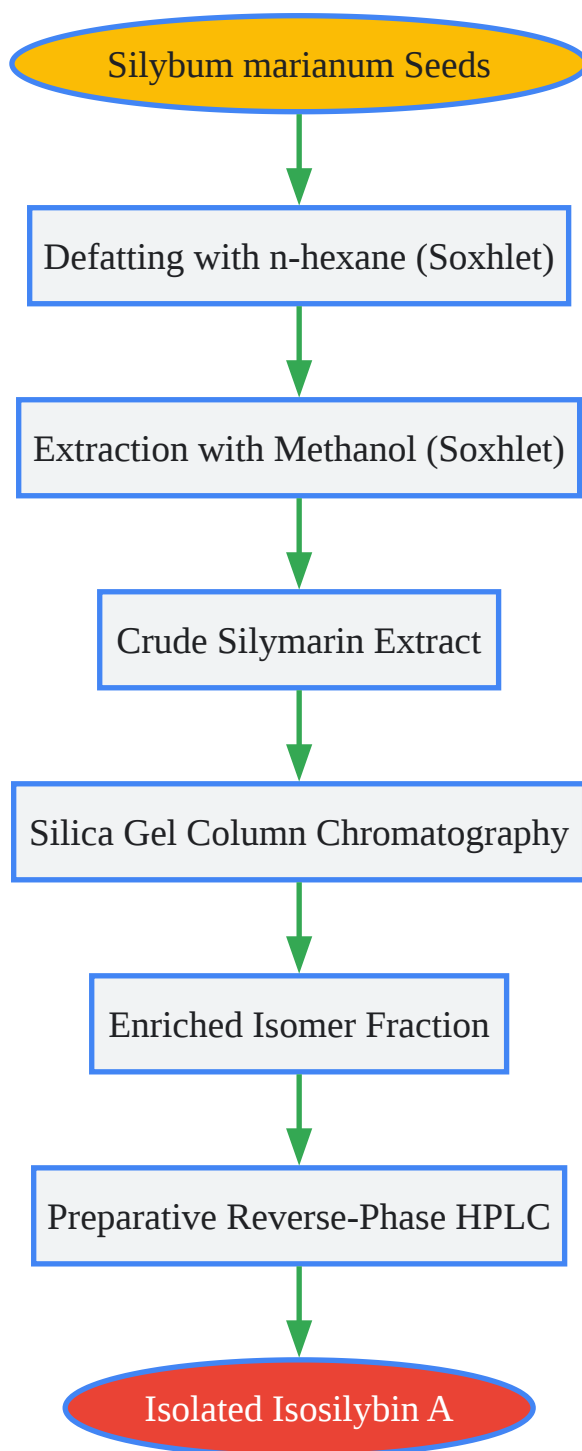 Silybum marianum Seeds
Defatting with n-hexane (Soxhlet)
Extraction with Methanol (Soxhlet)
Crude Silymarin Extract
Silica Gel Column Chromatography
Enriched Isomer Fraction
Preparative Reverse-Phase HPLC
Isolated Isosilybin A